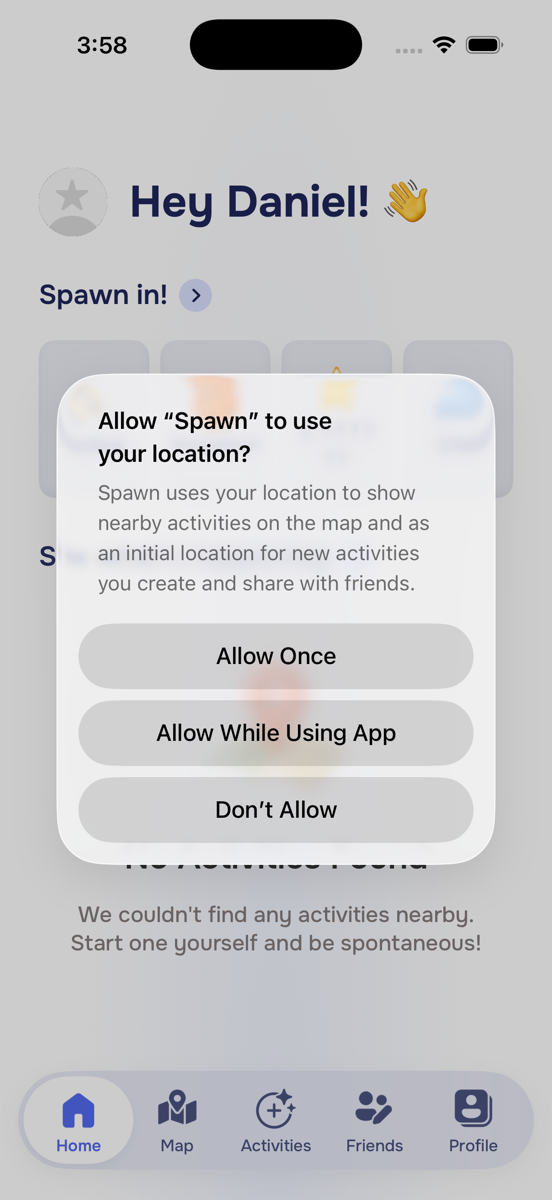 3:58
Hey Daniel! 👋
Spawn in!
Allow “Spawn” to use
your location?
Spawn uses your location to show
nearby activities on the map and as
an initial location for new activities
you create and share with friends.
Allow Once
Allow While Using App
Don’t Allow
No Activities Found
We couldn't find any activities nearby.
Start one yourself and be spontaneous!
Home
Map
Activities
Friends
Profile